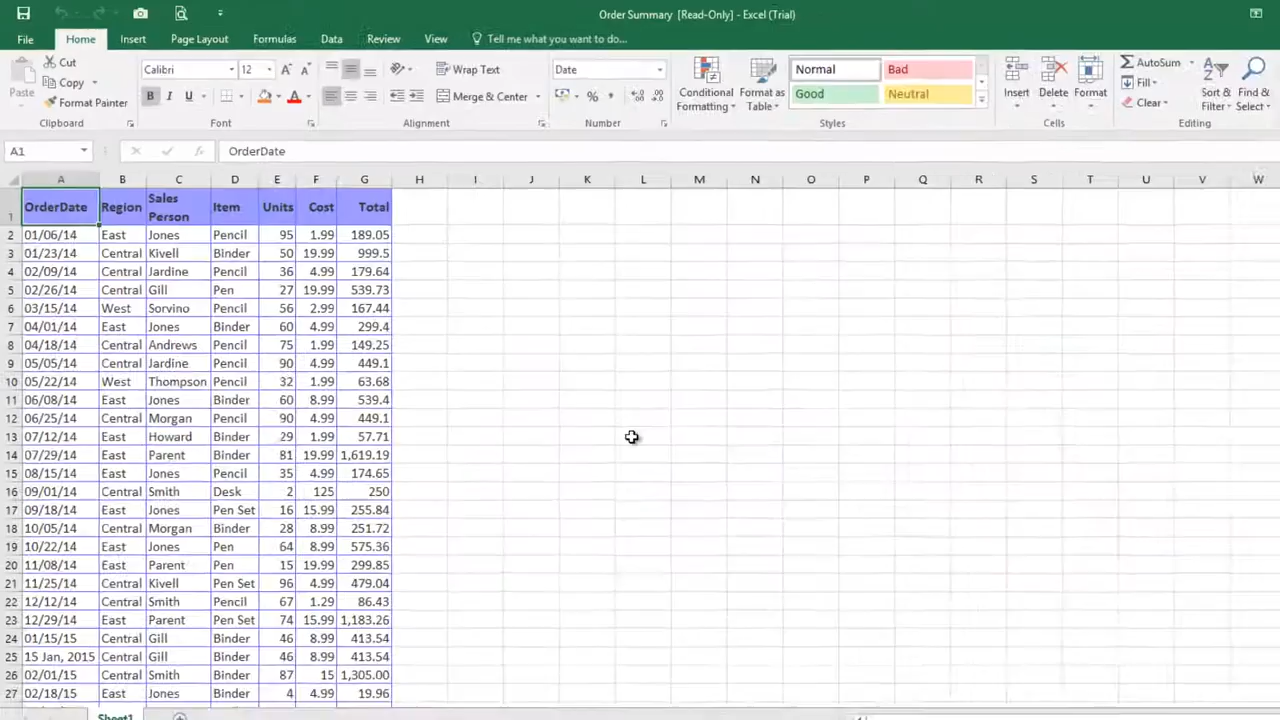 Order Summary [Read-Only] - Excel (Trial)
File Home Insert Page Layout Formulas Data Review View Tell me what you want to do...
Cut
Copy
Format Painter
Paste
Clipboard
Calibri 12
B I U
Font
Wrap Text
Merge & Center
Alignment
Date
%
Number
Conditional Formatting
Format as Table
Normal Bad
Good Neutral
Styles
Insert Delete Format
Cells
AutoSum
Fill
Clear
Sort & Filter
Find & Select
Editing
A1 OrderDate
A B C D E F G H I J K L M N O P Q R S T U V W
1 OrderDate Region Sales Person Item Units Cost Total
2 01/06/14 East Jones Pencil 95 1.99 189.05
3 01/23/14 Central Kivell Binder 50 19.99 999.5
4 02/09/14 Central Jardine Pencil 36 4.99 179.64
5 02/26/14 Central Gill Pen 27 19.99 539.73
6 03/15/14 West Sorvino Pencil 56 2.99 167.44
7 04/01/14 East Jones Binder 60 4.99 299.4
8 04/18/14 Central Andrews Pencil 75 1.99 149.25
9 05/05/14 Central Jardine Pencil 90 4.99 449.1
10 05/22/14 West Thompson Pencil 32 1.99 63.68
11 06/08/14 East Jones Binder 60 8.99 539.4
12 06/25/14 Central Morgan Pencil 90 4.99 449.1
13 07/12/14 East Howard Binder 29 1.99 57.71
14 07/29/14 East Parent Binder 81 19.99 1,619.19
15 08/15/14 East Jones Pencil 35 4.99 174.65
16 09/01/14 Central Smith Desk 2 125 250
17 09/18/14 East Jones Pen Set 16 15.99 255.84
18 10/05/14 Central Morgan Binder 28 8.99 251.72
19 10/22/14 East Jones Pen 64 8.99 575.36
20 11/08/14 East Parent Pen 15 19.99 299.85
21 11/25/14 Central Kivell Pen Set 96 4.99 479.04
22 12/12/14 Central Smith Pencil 67 1.29 86.43
23 12/29/14 East Parent Pen Set 74 15.99 1,183.26
24 01/15/15 Central Gill Binder 46 8.99 413.54
25 15 Jan, 2015 Central Gill Binder 46 8.99 413.54
26 02/01/15 Central Smith Binder 87 15 1,305.00
27 02/18/15 East Jones Binder 4 4.99 19.96
Sheet1